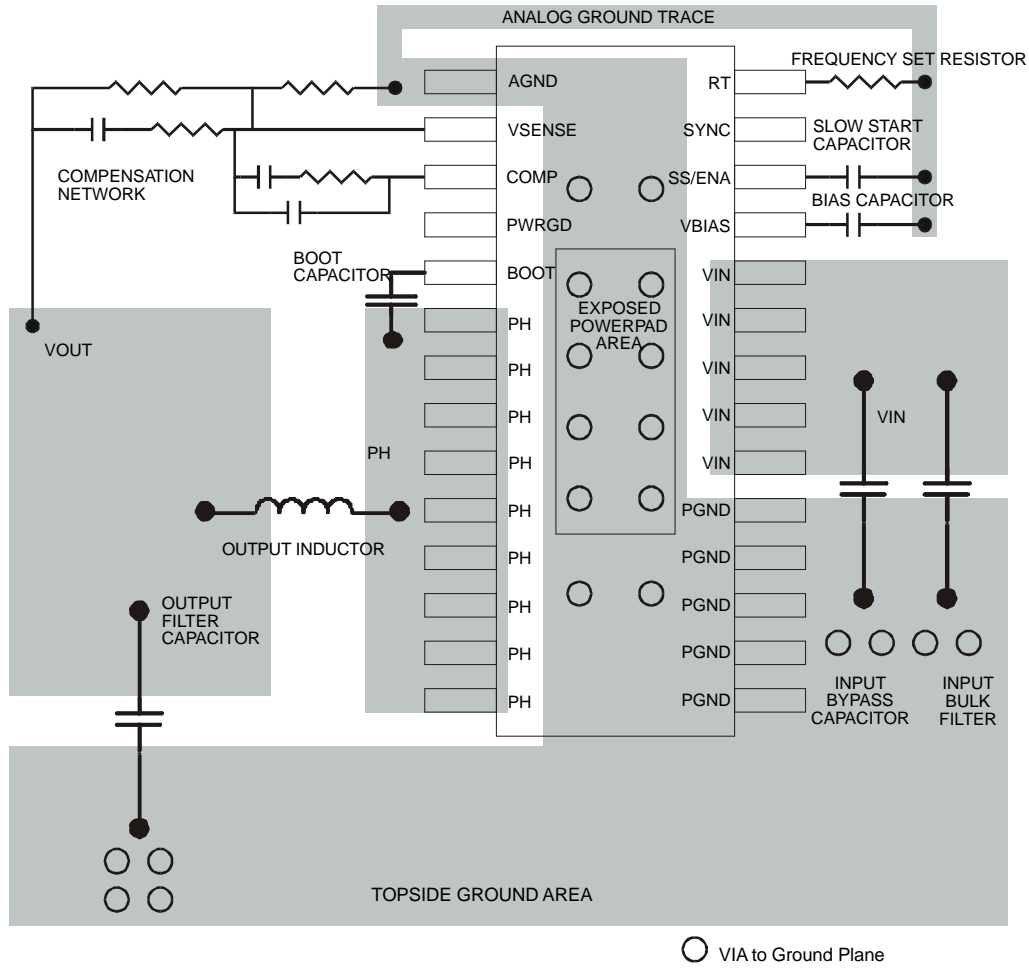 ANALOG GROUND TRACE
FREQUENCY SET RESISTOR
AGND
RT
VSENSE
SYNC
SLOW START
CAPACITOR
COMPENSATION
NETWORK
COMP
SS/ENA
BIAS CAPACITOR
PWRGD
VBIAS
BOOT
CAPACITOR
BOOT
VIN
EXPOSED
POWERPAD
AREA
PH
VIN
VOUT
PH
VIN
PH
VIN
VIN
PH
PH
VIN
PH
PGND
OUTPUT INDUCTOR
PH
PGND
OUTPUT
FILTER
CAPACITOR
PH
PGND
PH
PGND
INPUT
BYPASS
CAPACITOR
INPUT
BULK
FILTER
PH
PGND
TOPSIDE GROUND AREA
VIA to Ground Plane